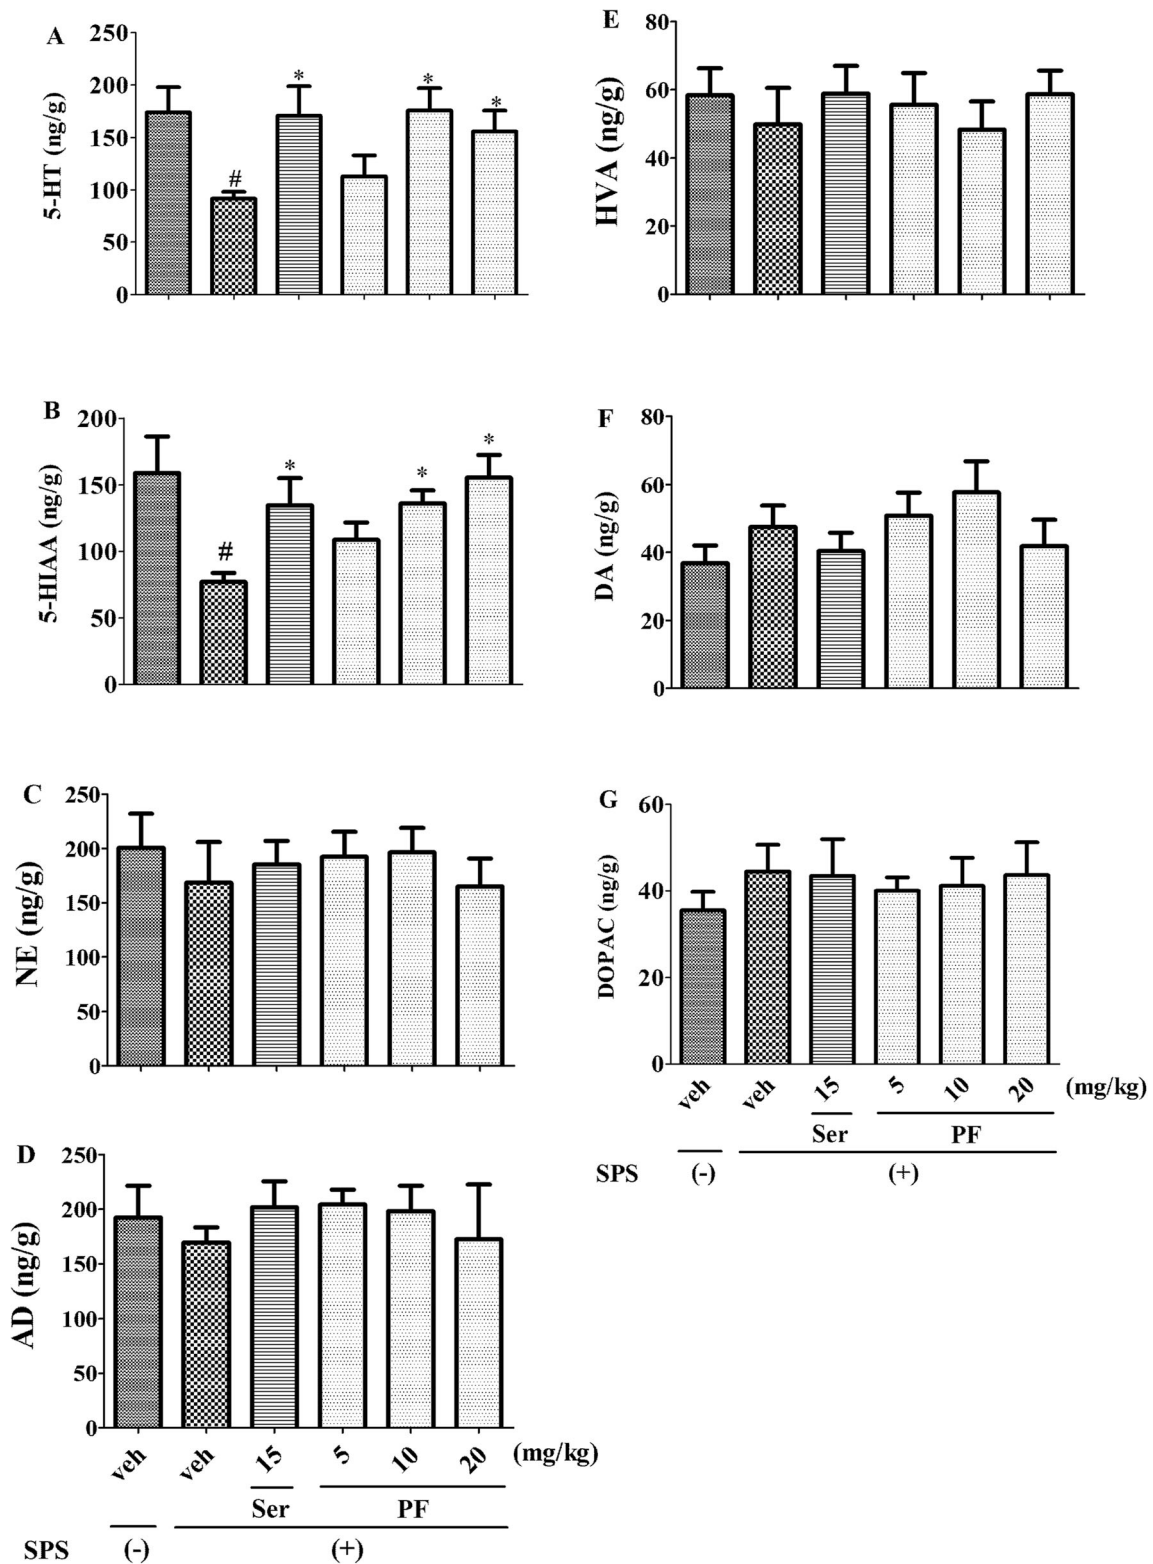 A
5-HT (ng/g)
250
200
150
100
50
0
#
*
*
*
B
5-HIAA (ng/g)
200
150
100
50
0
#
*
*
*
C
NE (ng/g)
250
200
150
100
50
0
D
AD (ng/g)
250
200
150
100
50
0
veh veh 15 5 10 20 (mg/kg)
Ser PF
SPS (-) (+)
E
HVA (ng/g)
80
60
40
20
0
F
DA (ng/g)
80
60
40
20
0
G
DOPAC (ng/g)
60
40
20
0
veh veh 15 5 10 20 (mg/kg)
Ser PF
SPS (-) (+)